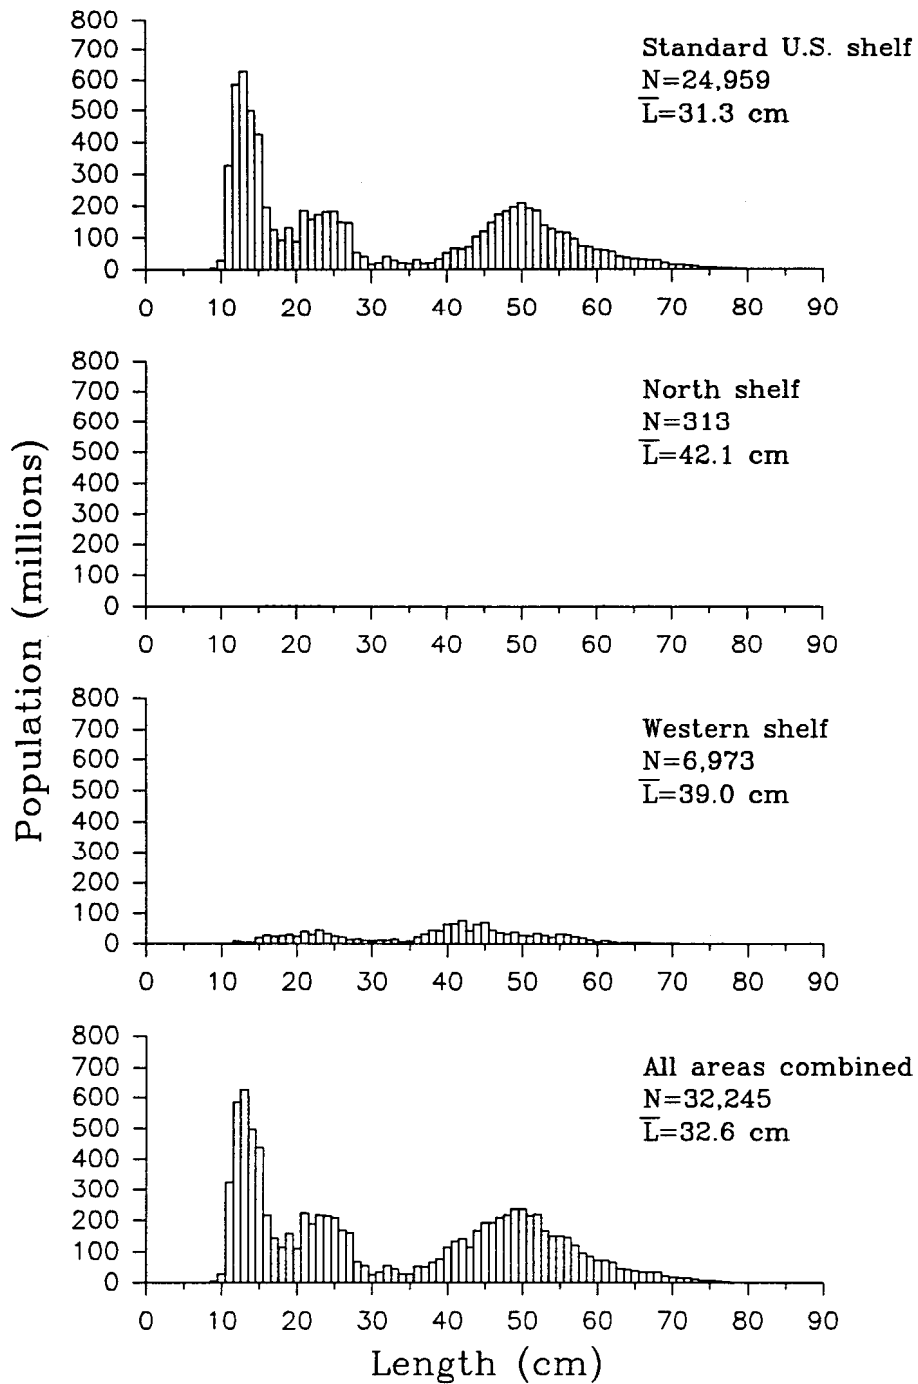 Population (millions)
800
700
600
500
400
300
200
100
0
Standard U.S. shelf
N=24,959
L̅=31.3 cm
0 10 20 30 40 50 60 70 80 90
800
700
600
500
400
300
200
100
0
North shelf
N=313
L̅=42.1 cm
0 10 20 30 40 50 60 70 80 90
800
700
600
500
400
300
200
100
0
Western shelf
N=6,973
L̅=39.0 cm
0 10 20 30 40 50 60 70 80 90
800
700
600
500
400
300
200
100
0
All areas combined
N=32,245
L̅=32.6 cm
0 10 20 30 40 50 60 70 80 90
Length (cm)